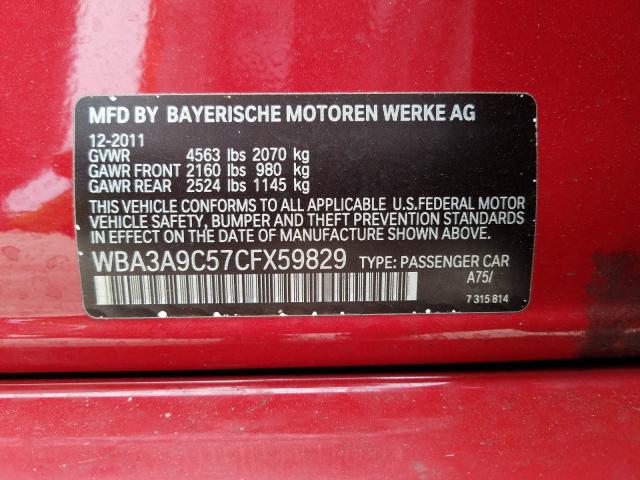 MFD BY BAYERISCHE MOTOREN WERKE AG
12-2011
GVWR 4563 lbs 2070 kg
GAWR FRONT 2160 lbs 980 kg
GAWR REAR 2524 lbs 1145 kg
THIS VEHICLE CONFORMS TO ALL APPLICABLE U.S.FEDERAL MOTOR
VEHICLE SAFETY, BUMPER AND THEFT PREVENTION STANDARDS
IN EFFECT ON THE DATE OF MANUFACTURE SHOWN ABOVE.
WBA3A9C57CFX59829 TYPE: PASSENGER CAR
A75/
7 315 814